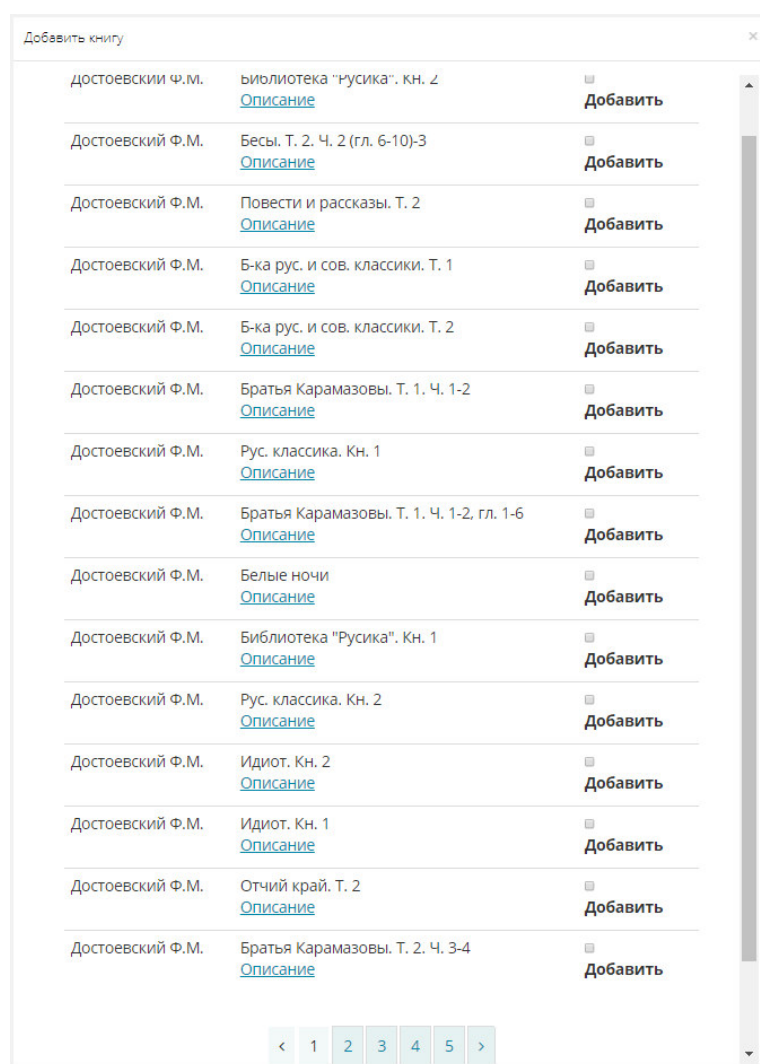 Добавить книгу ×
Достоевский Ф.М. Библиотека "Русика". Кн. 2
Описание Добавить
Достоевский Ф.М. Бесы. Т. 2. Ч. 2 (гл. 6-10)-3
Описание Добавить
Достоевский Ф.М. Повести и рассказы. Т. 2
Описание Добавить
Достоевский Ф.М. Б-ка рус. и сов. классики. Т. 1
Описание Добавить
Достоевский Ф.М. Б-ка рус. и сов. классики. Т. 2
Описание Добавить
Достоевский Ф.М. Братья Карамазовы. Т. 1. Ч. 1-2
Описание Добавить
Достоевский Ф.М. Рус. классика. Кн. 1
Описание Добавить
Достоевский Ф.М. Братья Карамазовы. Т. 1. Ч. 1-2, гл. 1-6
Описание Добавить
Достоевский Ф.М. Белые ночи
Описание Добавить
Достоевский Ф.М. Библиотека "Русика". Кн. 1
Описание Добавить
Достоевский Ф.М. Рус. классика. Кн. 2
Описание Добавить
Достоевский Ф.М. Идиот. Кн. 2
Описание Добавить
Достоевский Ф.М. Идиот. Кн. 1
Описание Добавить
Достоевский Ф.М. Отчий край. Т. 2
Описание Добавить
Достоевский Ф.М. Братья Карамазовы. Т. 2. Ч. 3-4
Описание Добавить
‹ 1 2 3 4 5 ›